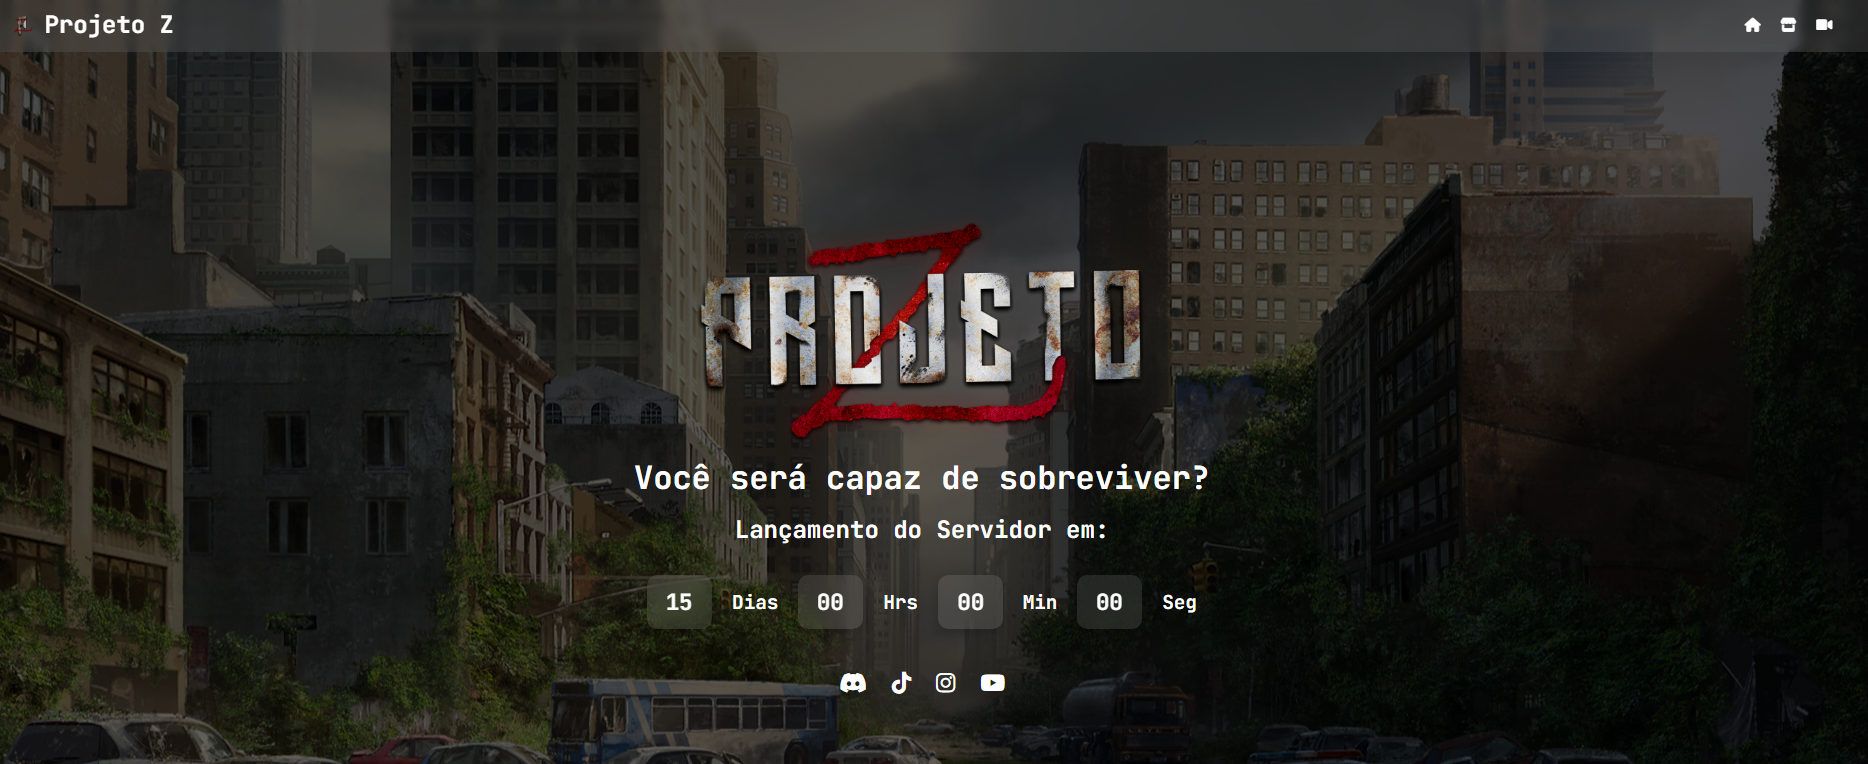 Projeto Z
PROJETO
Z
Você será capaz de sobreviver?
Lançamento do Servidor em:
15 Dias 00 Hrs 00 Min 00 Seg